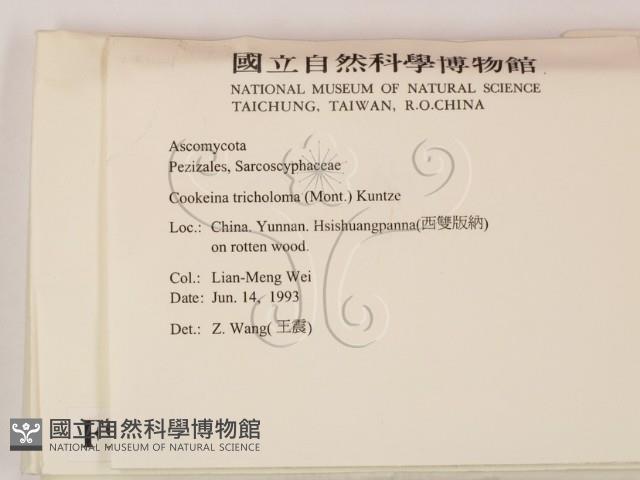 國立自然科學博物館
NATIONAL MUSEUM OF NATURAL SCIENCE
TAICHUNG, TAIWAN, R.O.CHINA
Ascomycota
Pezizales, Sarcoscyphaceae
Cookeina tricholoma (Mont.) Kuntze
Loc.: China. Yunnan. Hsishuangpanna(西雙版納)
on rotten wood.
Col.: Lian-Meng Wei
Date: Jun. 14, 1993
Det.: Z. Wang( 王震)
國立自然科學博物館
NATIONAL MUSEUM OF NATURAL SCIENCE